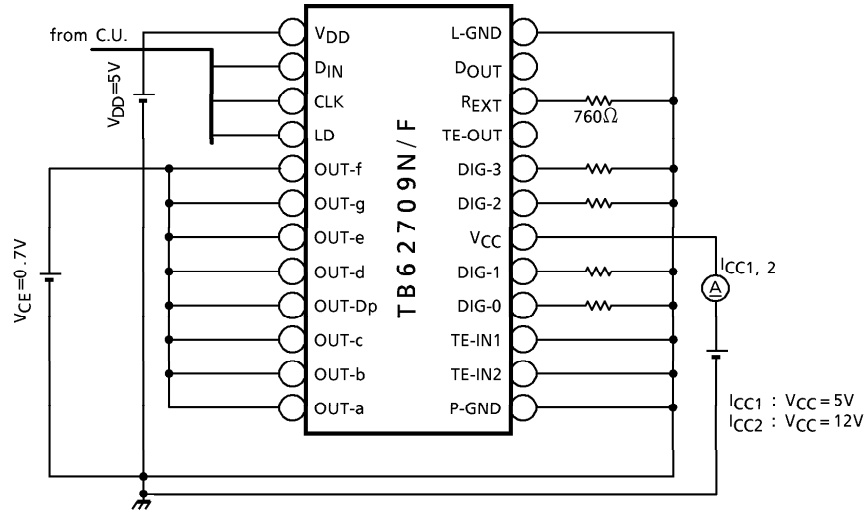 from C.U.
VDD=5V
VCE=0.7V
VDD
DIN
CLK
LD
OUT-f
OUT-g
OUT-e
OUT-d
OUT-Dp
OUT-c
OUT-b
OUT-a
TB62709N/F
L-GND
DOUT
REXT
TE-OUT
DIG-3
DIG-2
VCC
DIG-1
DIG-0
TE-IN1
TE-IN2
P-GND
760Ω
ICC1, 2
A
ICC1 : VCC=5V
ICC2 : VCC=12V